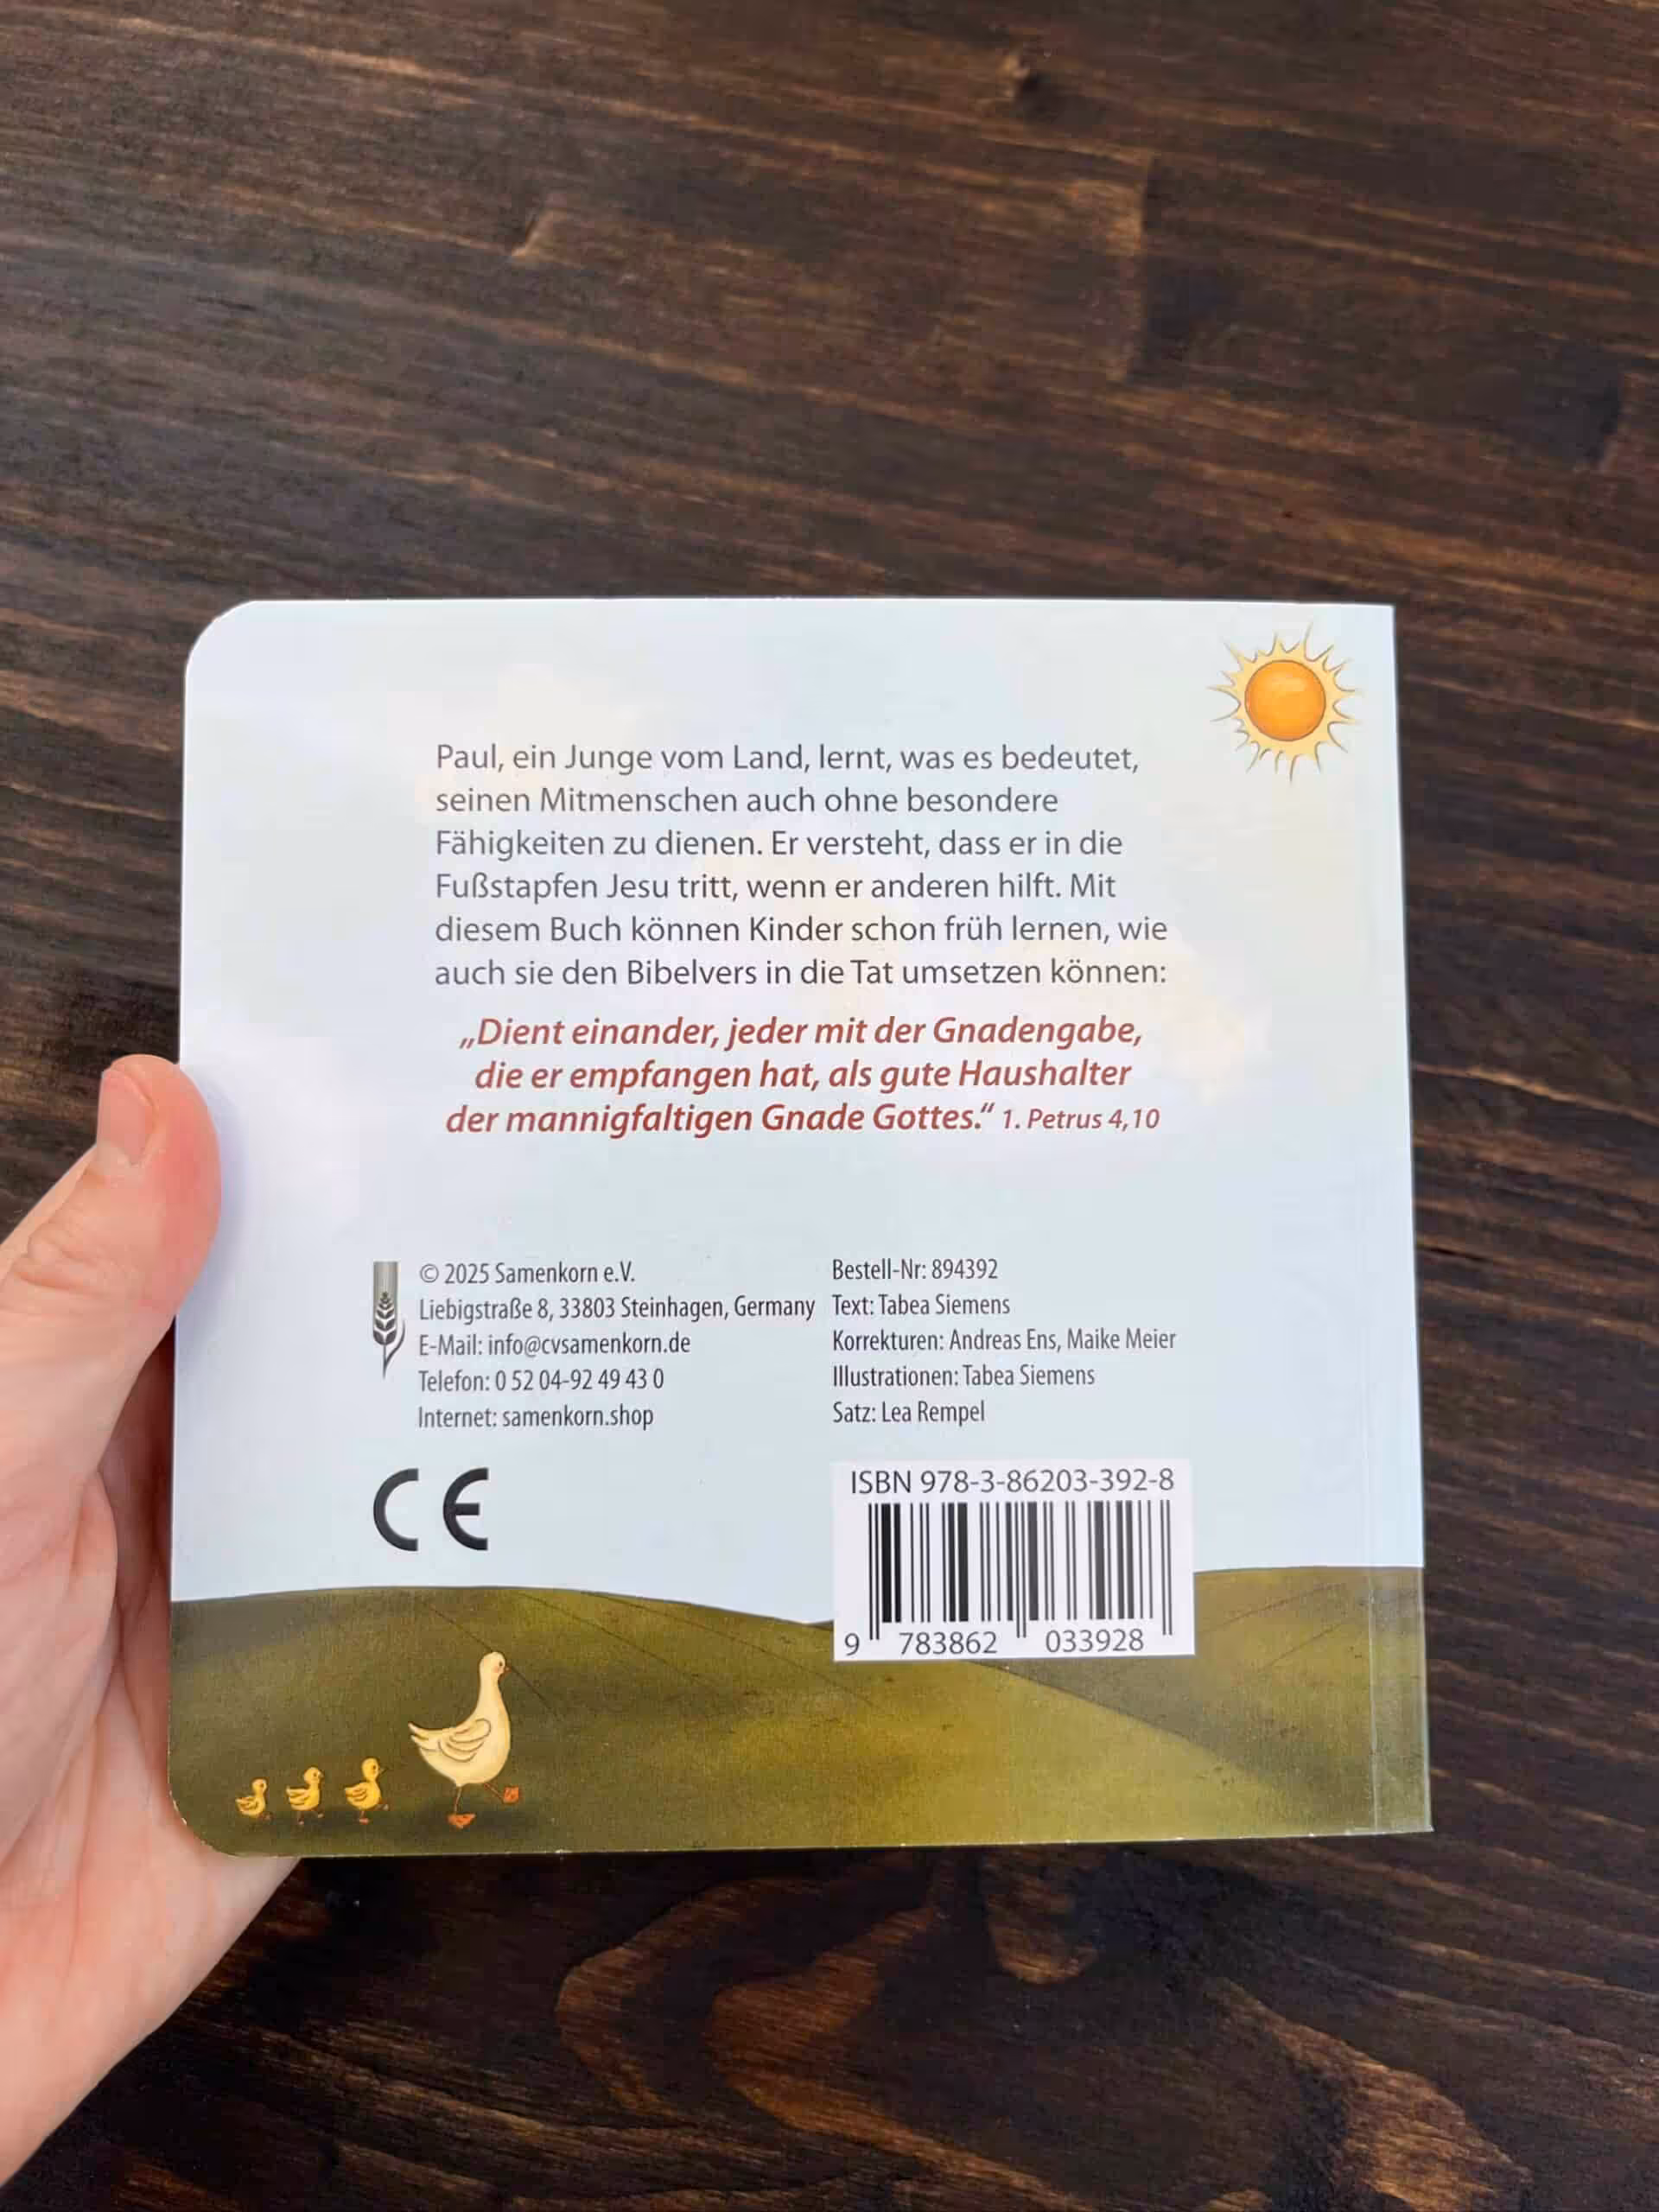 Paul, ein Junge vom Land, lernt, was es bedeutet,
seinen Mitmenschen auch ohne besondere
Fähigkeiten zu dienen. Er versteht, dass er in die
Fußstapfen Jesu tritt, wenn er anderen hilft. Mit
diesem Buch können Kinder schon früh lernen, wie
auch sie den Bibelvers in die Tat umsetzen können:
„Dient einander, jeder mit der Gnadengabe,
die er empfangen hat, als gute Haushalter
der mannigfaltigen Gnade Gottes.“ 1. Petrus 4,10
© 2025 Samenkorn e.V.
Liebigstraße 8, 33803 Steinhagen, Germany
E-Mail: info@cvsamenkorn.de
Telefon: 0 52 04-92 49 43 0
Internet: samenkorn.shop
Bestell-Nr: 894392
Text: Tabea Siemens
Korrekturen: Andreas Ens, Maike Meier
Illustrationen: Tabea Siemens
Satz: Lea Rempel
CE
ISBN 978-3-86203-392-8
9 783862 033928